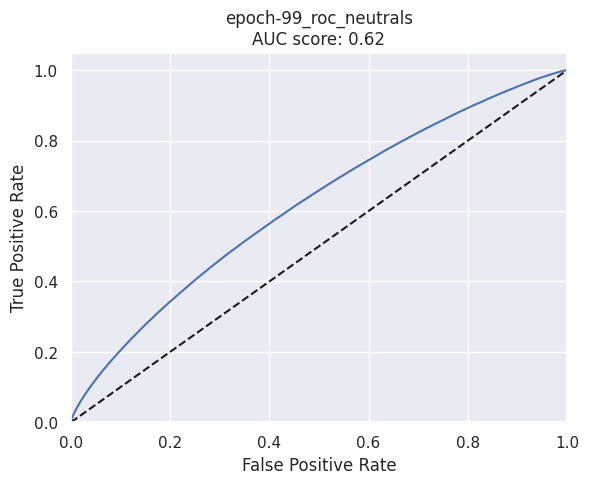 epoch-99_roc_neutrals
AUC score: 0.62
True Positive Rate
1.0
0.8
0.6
0.4
0.2
0.0
0.0 0.2 0.4 0.6 0.8 1.0
False Positive Rate